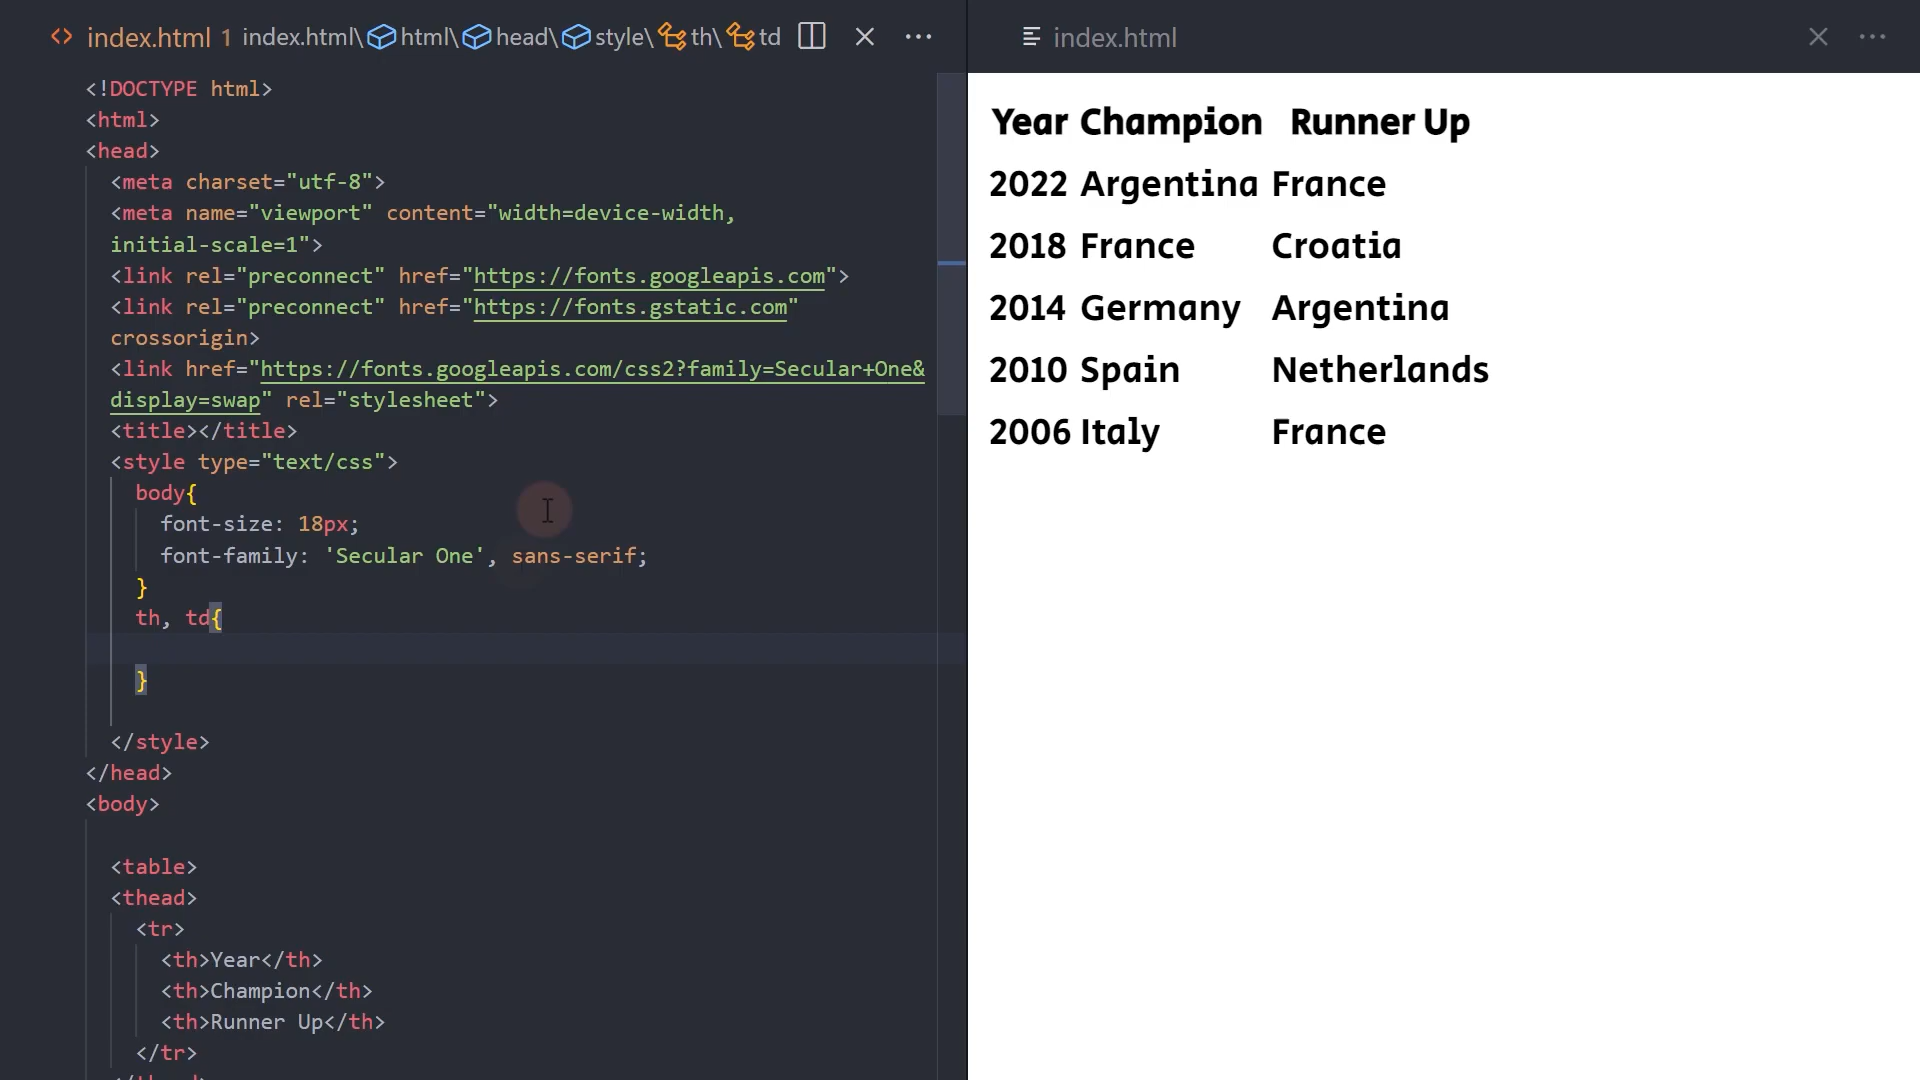 index.html 1 index.html\html\head\style\th\td
<!DOCTYPE html>
<html>
<head>
<meta charset="utf-8">
<meta name="viewport" content="width=device-width,
initial-scale=1">
<link rel="preconnect" href="https://fonts.googleapis.com">
<link rel="preconnect" href="https://fonts.gstatic.com"
crossorigin>
<link href="https://fonts.googleapis.com/css2?family=Secular+One&
display=swap" rel="stylesheet">
<title></title>
<style type="text/css">
body{
font-size: 18px;
font-family: 'Secular One', sans-serif;
}
th, td{
}
</style>
</head>
<body>
<table>
<thead>
<tr>
<th>Year</th>
<th>Champion</th>
<th>Runner Up</th>
</tr>
index.html
Year Champion Runner Up
2022 Argentina France
2018 France Croatia
2014 Germany Argentina
2010 Spain Netherlands
2006 Italy France